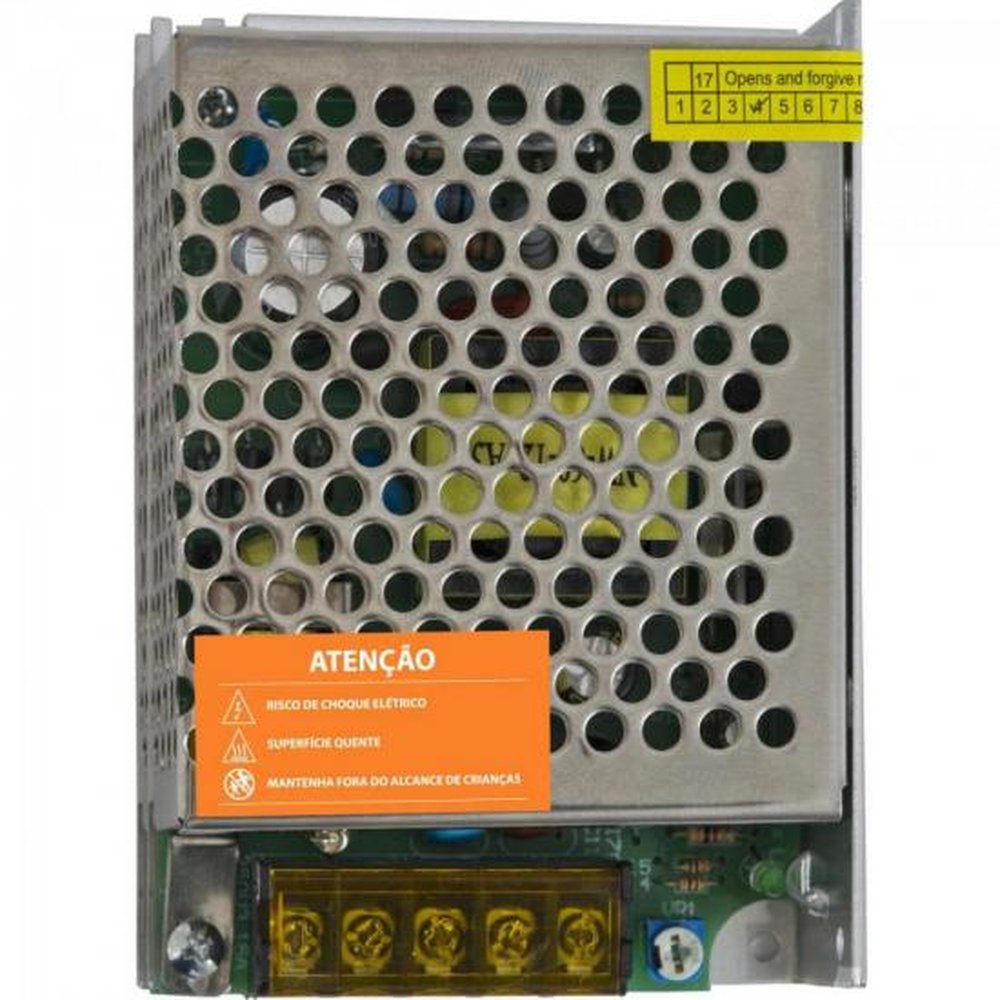 17 Opens and forgive
1 2 3 4 5 6 7 8
ATENÇÃO
RISCO DE CHOQUE ELÉTRICO
SUPERFÍCIE QUENTE
MANTENHA FORA DO ALCANCE DE CRIANÇAS